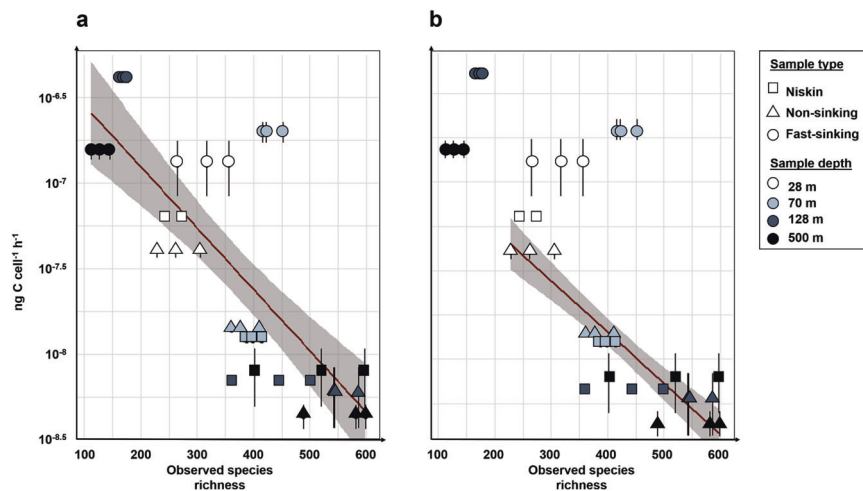 a
b
ng C cell⁻¹ h⁻¹
10⁻⁶·⁵
10⁻⁷
10⁻⁷·⁵
10⁻⁸
10⁻⁸·⁵
100 200 300 400 500 600
Observed species
richness
100 200 300 400 500 600
Observed species
richness
Sample type
Niskin
Non-sinking
Fast-sinking
Sample depth
28 m
70 m
128 m
500 m